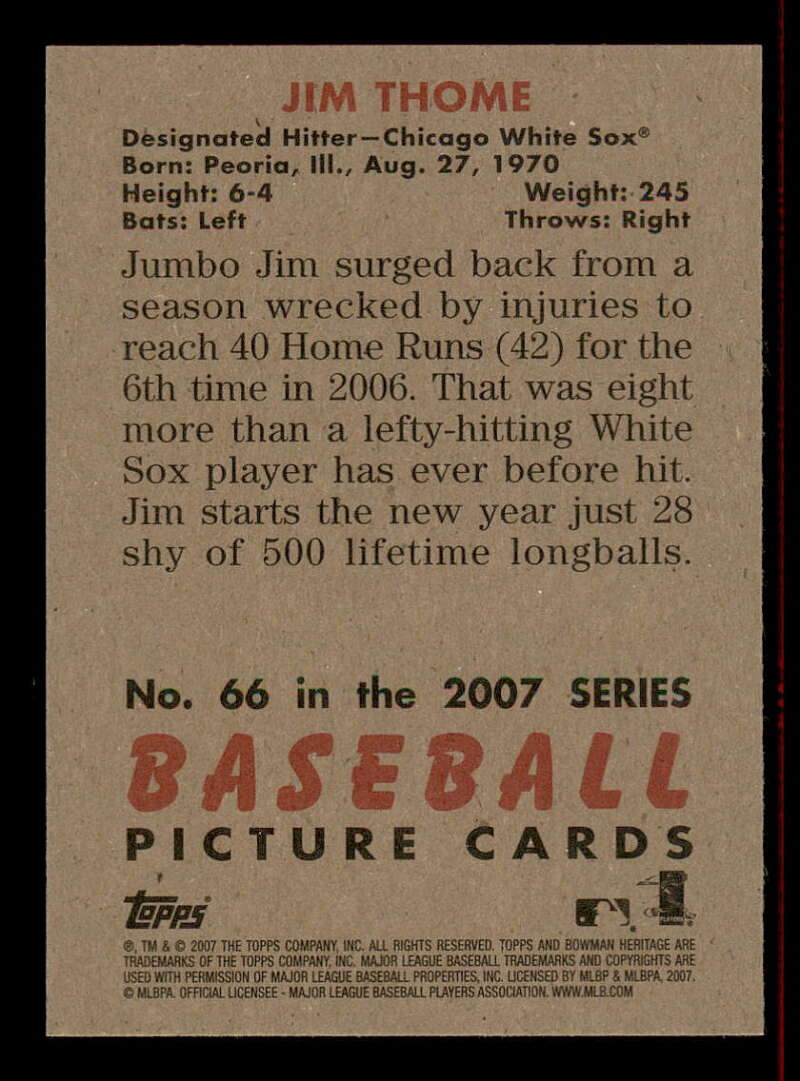 JIM THOME
Designated Hitter—Chicago White Sox®
Born: Peoria, Ill., Aug. 27, 1970
Height: 6-4 Weight: 245
Bats: Left Throws: Right
Jumbo Jim surged back from a
season wrecked by injuries to
reach 40 Home Runs (42) for the
6th time in 2006. That was eight
more than a lefty-hitting White
Sox player has ever before hit.
Jim starts the new year just 28
shy of 500 lifetime longballs.
No. 66 in the 2007 SERIES
BASEBALL
PICTURE CARDS
Topps
®, TM & © 2007 THE TOPPS COMPANY, INC. ALL RIGHTS RESERVED. TOPPS AND BOWMAN HERITAGE ARE
TRADEMARKS OF THE TOPPS COMPANY, INC. MAJOR LEAGUE BASEBALL TRADEMARKS AND COPYRIGHTS ARE
USED WITH PERMISSION OF MAJOR LEAGUE BASEBALL PROPERTIES, INC. LICENSED BY MLBP & MLBPA, 2007.
© MLBPA. OFFICIAL LICENSEE - MAJOR LEAGUE BASEBALL PLAYERS ASSOCIATION. WWW.MLB.COM